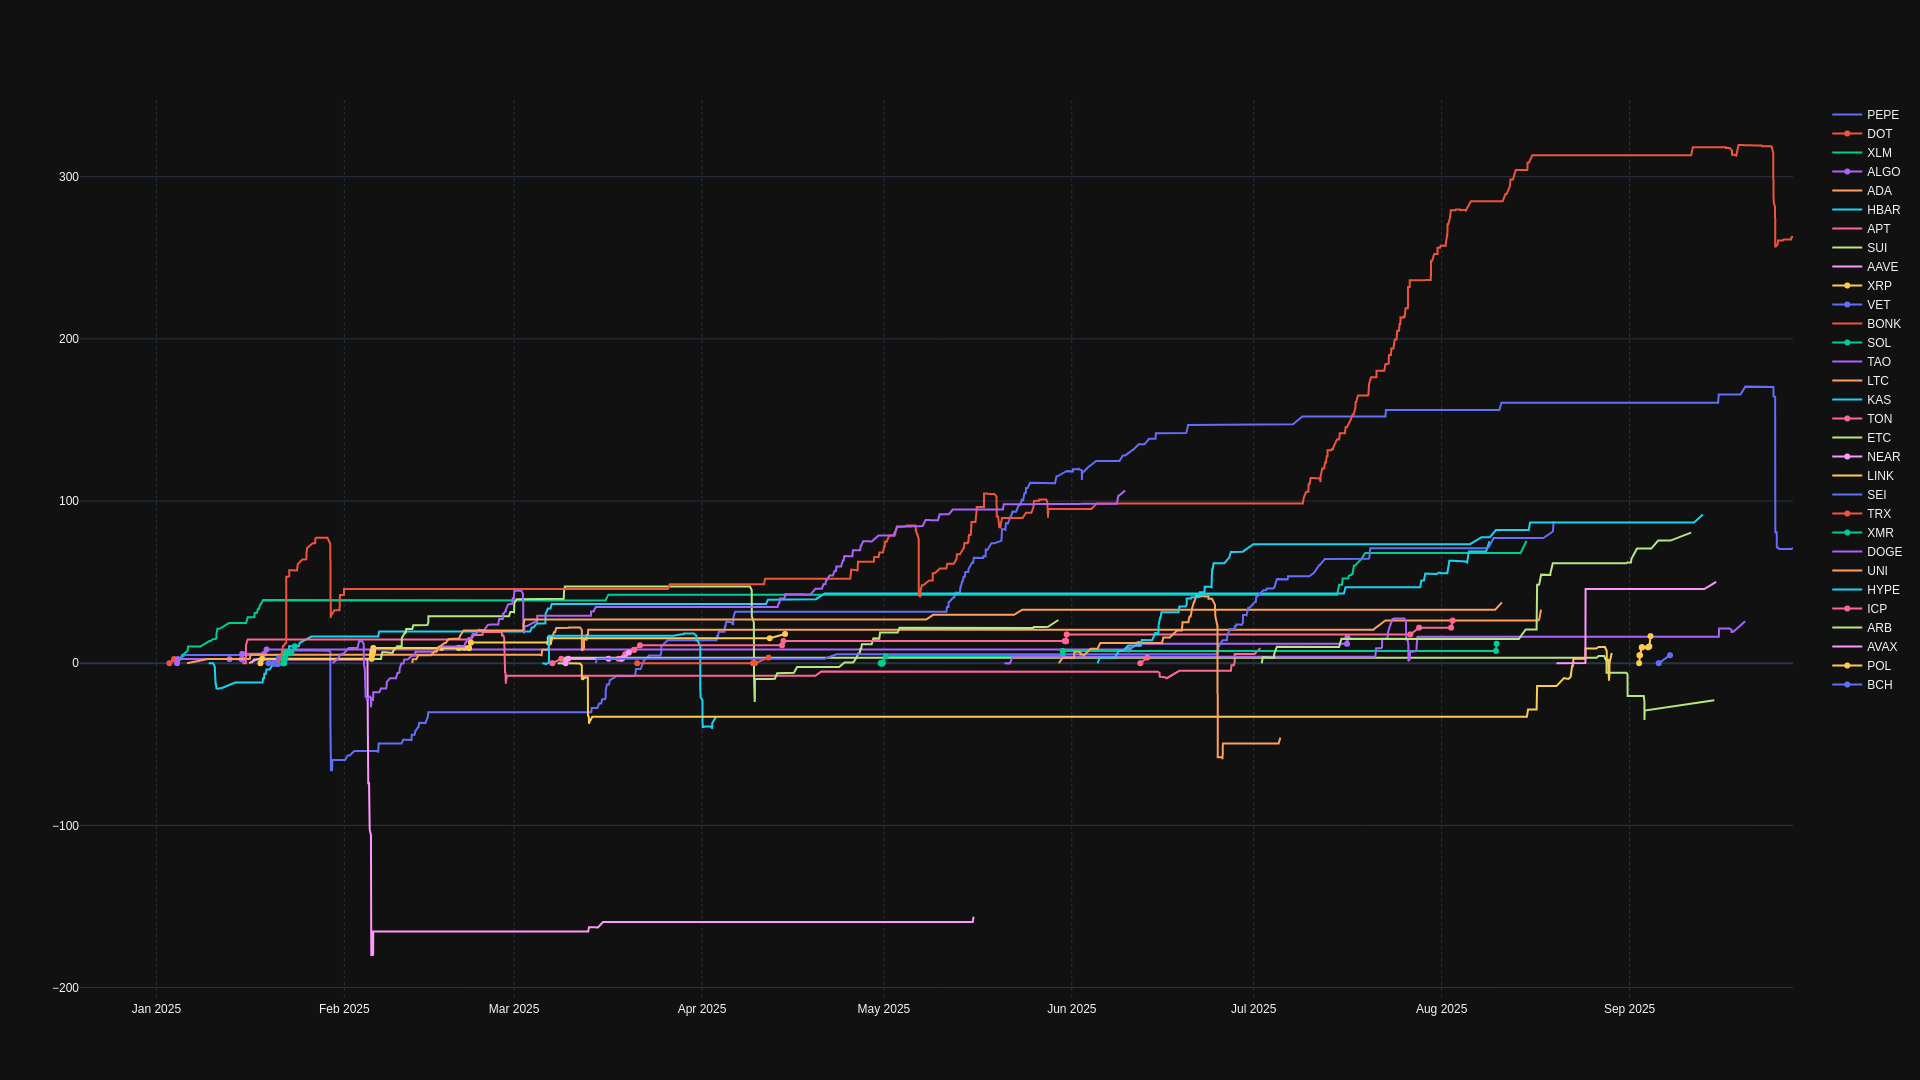 300
200
100
0
−100
−200
Jan 2025
Feb 2025
Mar 2025
Apr 2025
May 2025
Jun 2025
Jul 2025
Aug 2025
Sep 2025
PEPE
DOT
XLM
ALGO
ADA
HBAR
APT
SUI
AAVE
XRP
VET
BONK
SOL
TAO
LTC
KAS
TON
ETC
NEAR
LINK
SEI
TRX
XMR
DOGE
UNI
HYPE
ICP
ARB
AVAX
POL
BCH